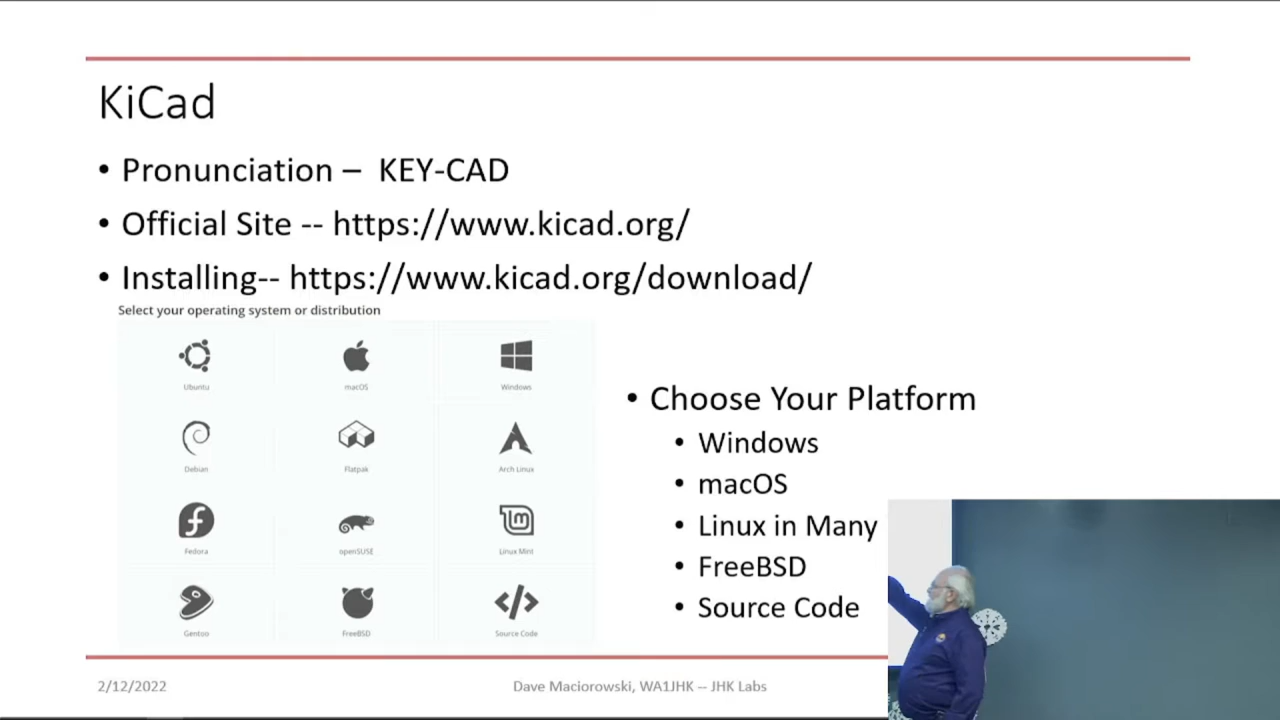 KiCad
• Pronunciation – KEY-CAD
• Official Site -- https://www.kicad.org/
• Installing-- https://www.kicad.org/download/
Select your operating system or distribution
Ubuntu macOS Windows
Debian Flatpak Arch Linux
Fedora openSUSE Linux Mint
Gentoo FreeBSD Source Code
• Choose Your Platform
• Windows
• macOS
• Linux in Many
• FreeBSD
• Source Code
2/12/2022 Dave Maciorowski, WA1JHK -- JHK Labs